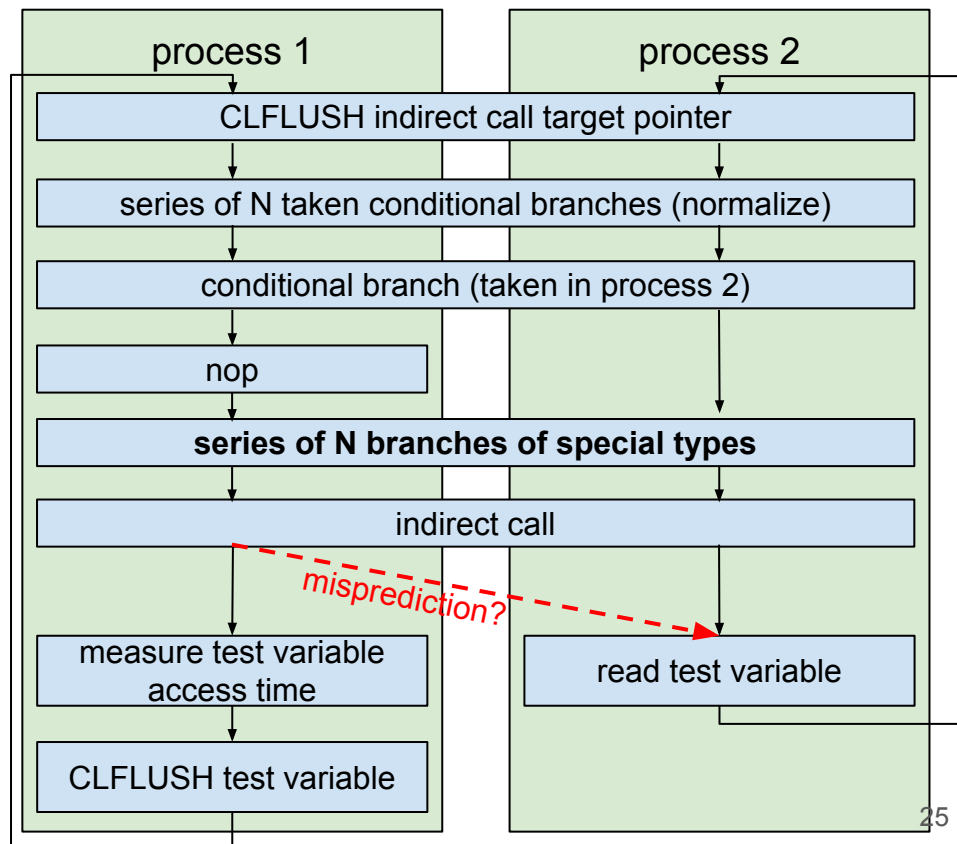 process 1
process 2
CLFLUSH indirect call target pointer
series of N taken conditional branches (normalize)
conditional branch (taken in process 2)
nop
series of N branches of special types
indirect call
misprediction?
measure test variable
access time
read test variable
CLFLUSH test variable
25